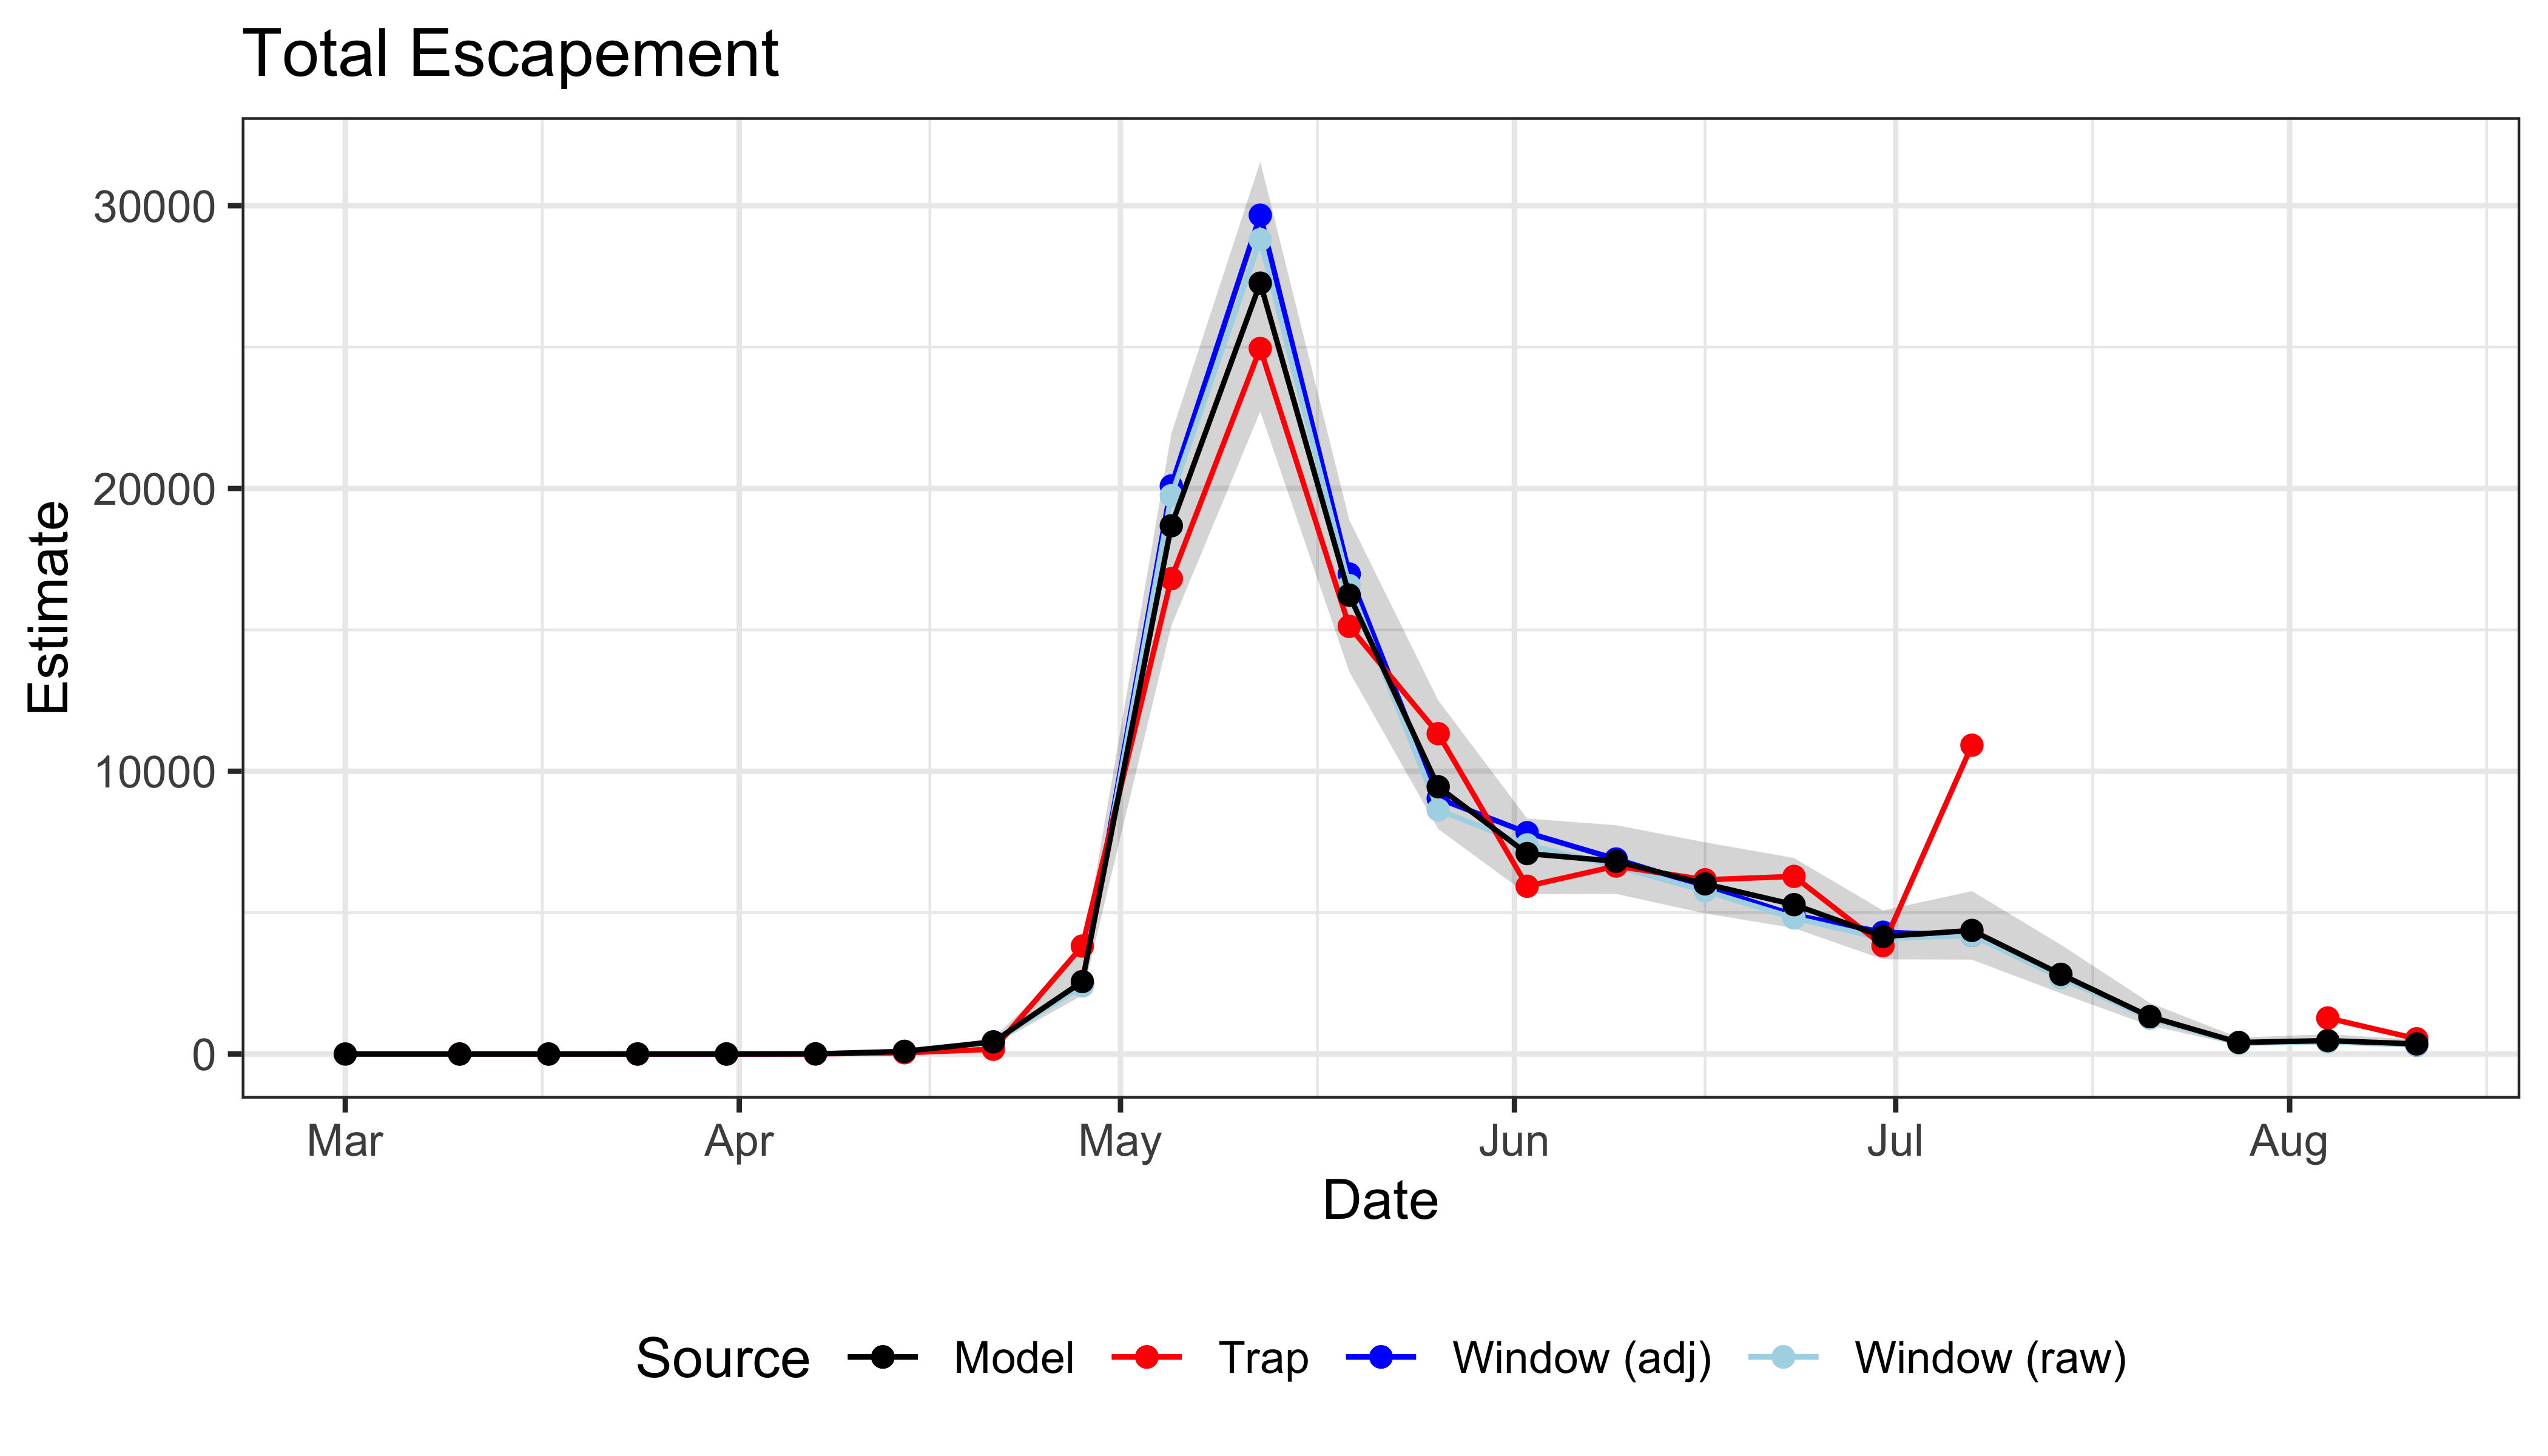 Total Escapement
Estimate
30000
20000
10000
0
Mar Apr May Jun Jul Aug
Date
Source Model Trap Window (adj) Window (raw)